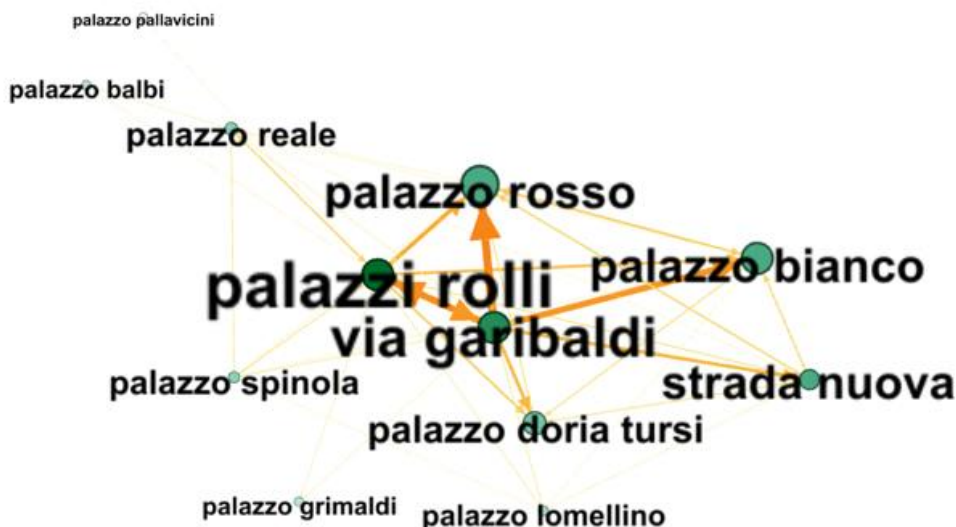 palazzo pallavicini
palazzo balbi
palazzo reale
palazzo rosso
palazzo bianco
palazzi rolli
via garibaldi
palazzo spinola
strada nuova
palazzo doria tursi
palazzo grimaldi
palazzo lomellino